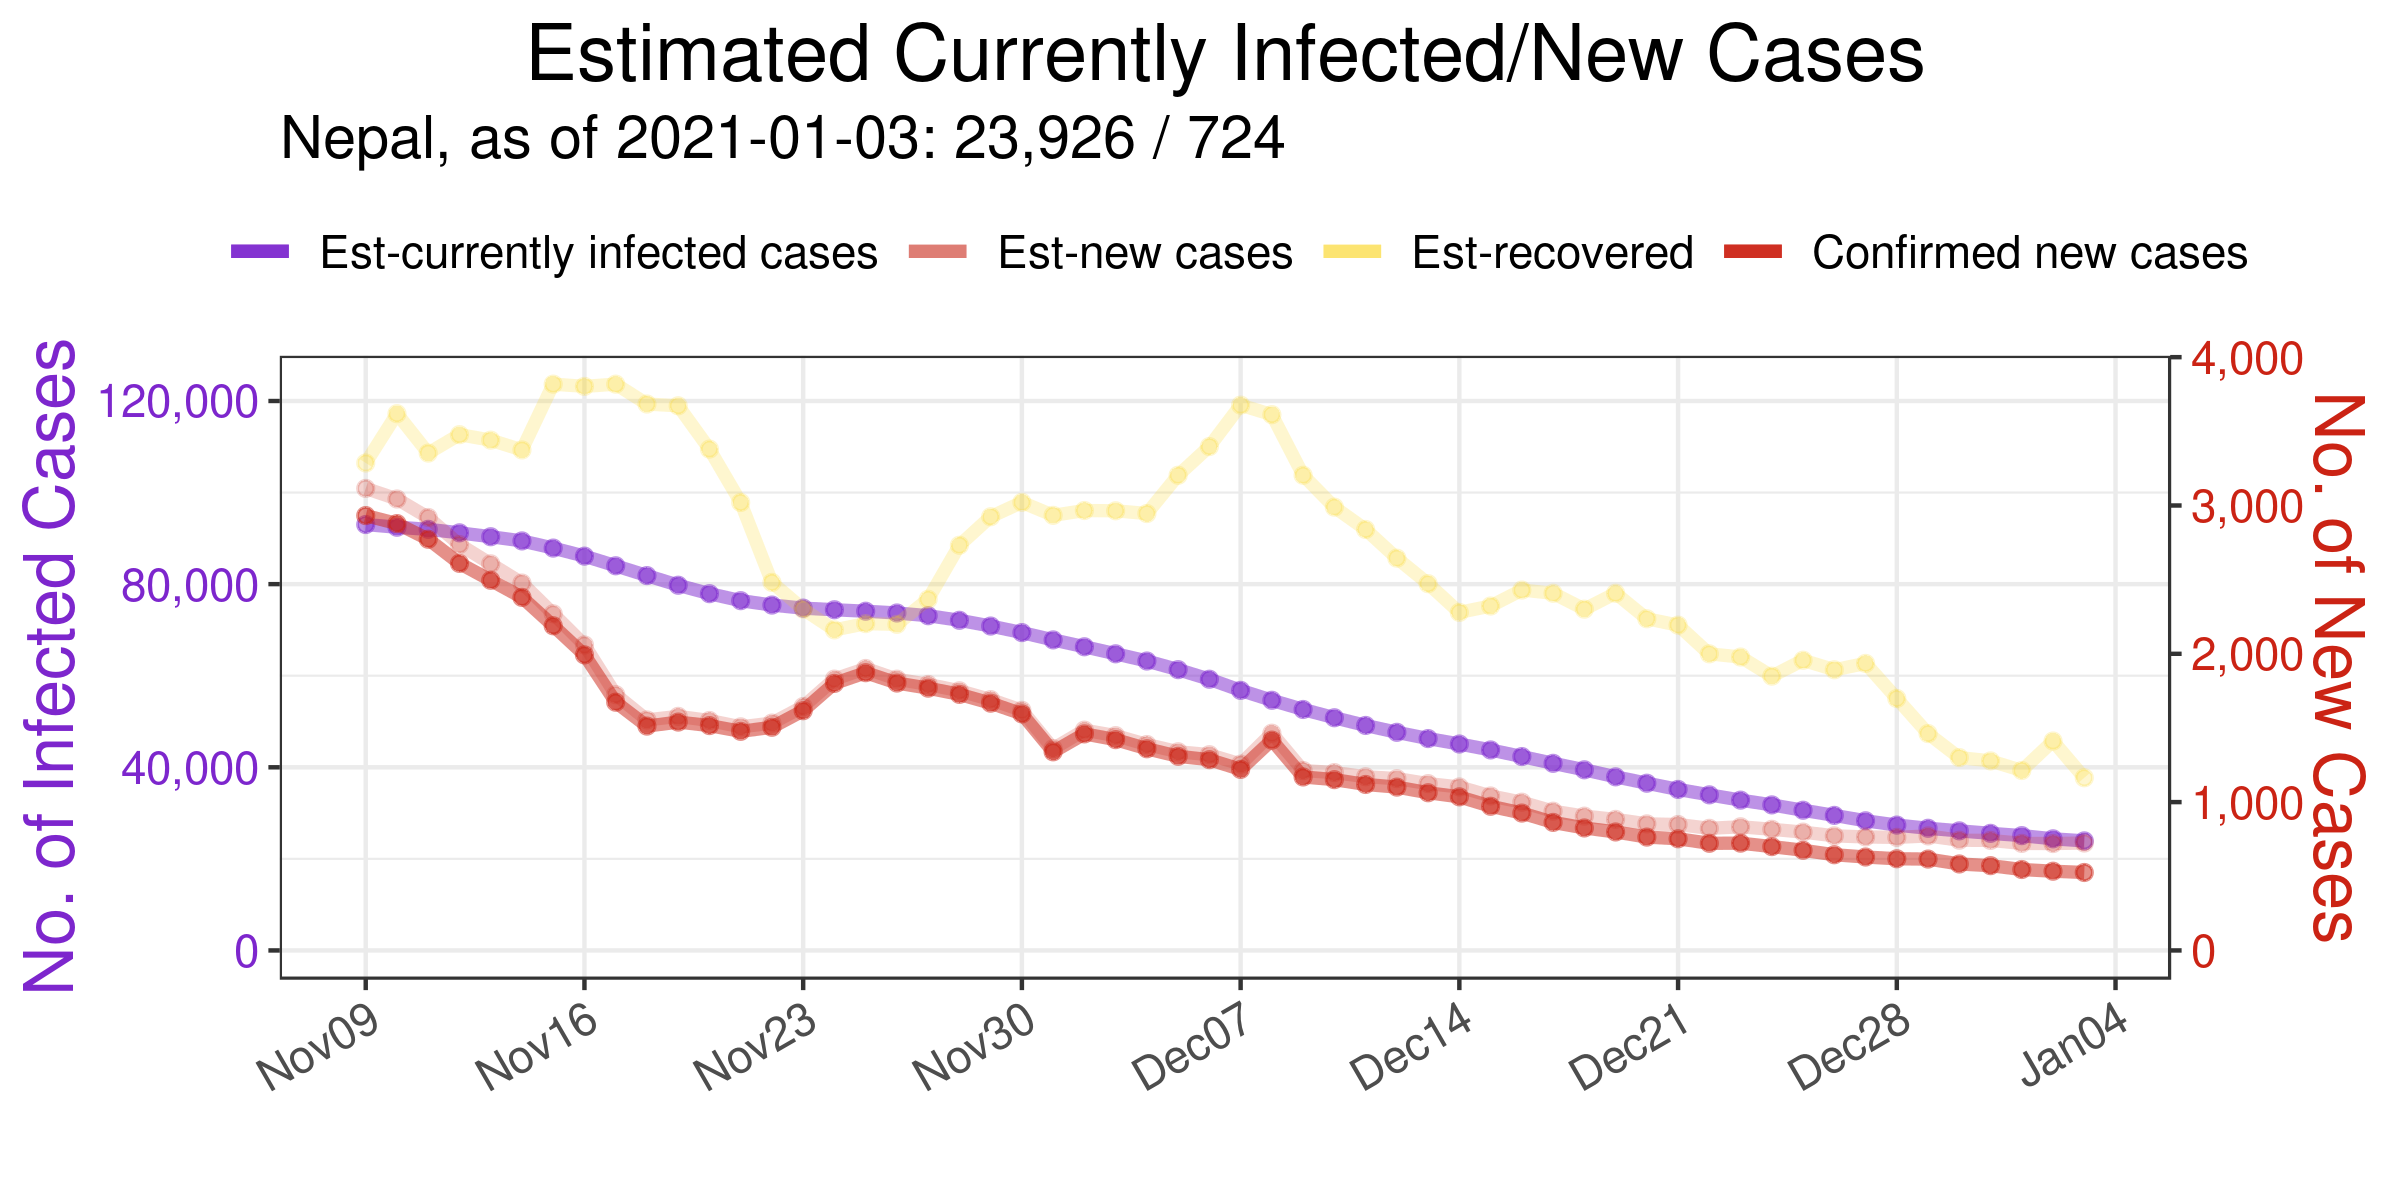 Estimated Currently Infected/New Cases
Nepal, as of 2021-01-03: 23,926 / 724
Est-currently infected cases Est-new cases Est-recovered Confirmed new cases
No. of Infected Cases
120,000
80,000
40,000
0
4,000
3,000
2,000
1,000
0
No. of New Cases
Nov09 Nov16 Nov23 Nov30 Dec07 Dec14 Dec21 Dec28 Jan04